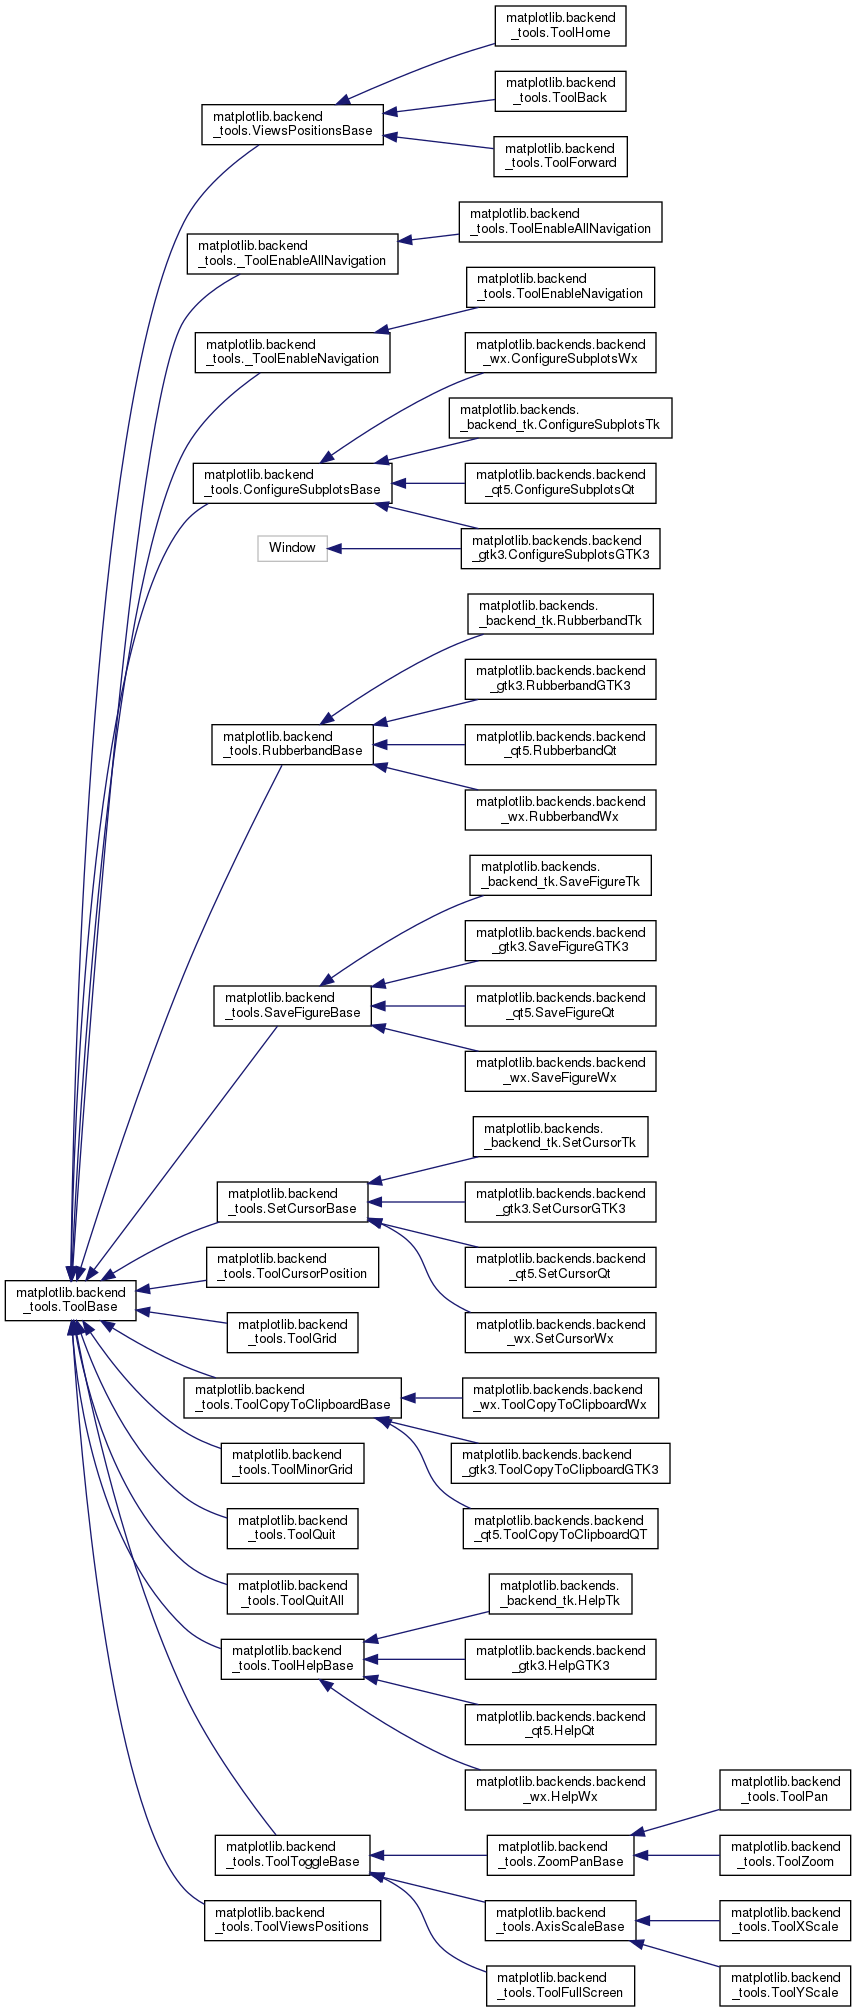 matplotlib.backend
_tools.ToolHome
matplotlib.backend
_tools.ToolBack
matplotlib.backend
_tools.ViewsPositionsBase
matplotlib.backend
_tools.ToolForward
matplotlib.backend
_tools.ToolEnableAllNavigation
matplotlib.backend
_tools._ToolEnableAllNavigation
matplotlib.backend
_tools.ToolEnableNavigation
matplotlib.backend
_tools._ToolEnableNavigation
matplotlib.backends.backend
_wx.ConfigureSubplotsWx
matplotlib.backends.
_backend_tk.ConfigureSubplotsTk
matplotlib.backend
_tools.ConfigureSubplotsBase
matplotlib.backends.backend
_qt5.ConfigureSubplotsQt
Window
matplotlib.backends.backend
_gtk3.ConfigureSubplotsGTK3
matplotlib.backends.
_backend_tk.RubberbandTk
matplotlib.backends.backend
_gtk3.RubberbandGTK3
matplotlib.backend
_tools.RubberbandBase
matplotlib.backends.backend
_qt5.RubberbandQt
matplotlib.backends.backend
_wx.RubberbandWx
matplotlib.backends.
_backend_tk.SaveFigureTk
matplotlib.backends.backend
_gtk3.SaveFigureGTK3
matplotlib.backend
_tools.SaveFigureBase
matplotlib.backends.backend
_qt5.SaveFigureQt
matplotlib.backends.backend
_wx.SaveFigureWx
matplotlib.backends.
_backend_tk.SetCursorTk
matplotlib.backend
_tools.SetCursorBase
matplotlib.backends.backend
_gtk3.SetCursorGTK3
matplotlib.backend
_tools.ToolCursorPosition
matplotlib.backends.backend
_qt5.SetCursorQt
matplotlib.backend
_tools.ToolBase
matplotlib.backend
_tools.ToolGrid
matplotlib.backends.backend
_wx.SetCursorWx
matplotlib.backend
_tools.ToolCopyToClipboardBase
matplotlib.backends.backend
_wx.ToolCopyToClipboardWx
matplotlib.backend
_tools.ToolMinorGrid
matplotlib.backends.backend
_gtk3.ToolCopyToClipboardGTK3
matplotlib.backend
_tools.ToolQuit
matplotlib.backends.backend
_qt5.ToolCopyToClipboardQT
matplotlib.backend
_tools.ToolQuitAll
matplotlib.backends.
_backend_tk.HelpTk
matplotlib.backend
_tools.ToolHelpBase
matplotlib.backends.backend
_gtk3.HelpGTK3
matplotlib.backends.backend
_qt5.HelpQt
matplotlib.backends.backend
_wx.HelpWx
matplotlib.backend
_tools.ToolPan
matplotlib.backend
_tools.ToolToggleBase
matplotlib.backend
_tools.ZoomPanBase
matplotlib.backend
_tools.ToolZoom
matplotlib.backend
_tools.ToolViewsPositions
matplotlib.backend
_tools.AxisScaleBase
matplotlib.backend
_tools.ToolXScale
matplotlib.backend
_tools.ToolFullScreen
matplotlib.backend
_tools.ToolYScale